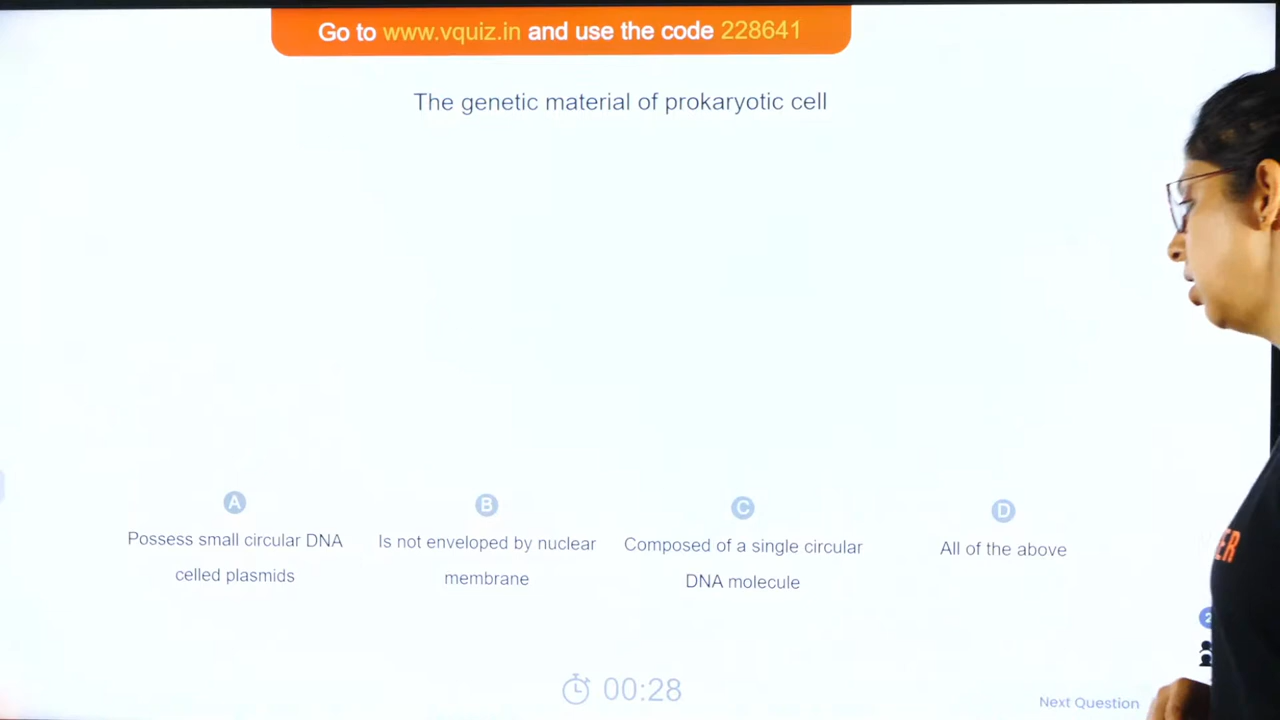 Go to www.vquiz.in and use the code 228641
The genetic material of prokaryotic cell
A
Possess small circular DNA
celled plasmids
B
Is not enveloped by nuclear
membrane
C
Composed of a single circular
DNA molecule
D
All of the above
00:28
Next Question
2
ER